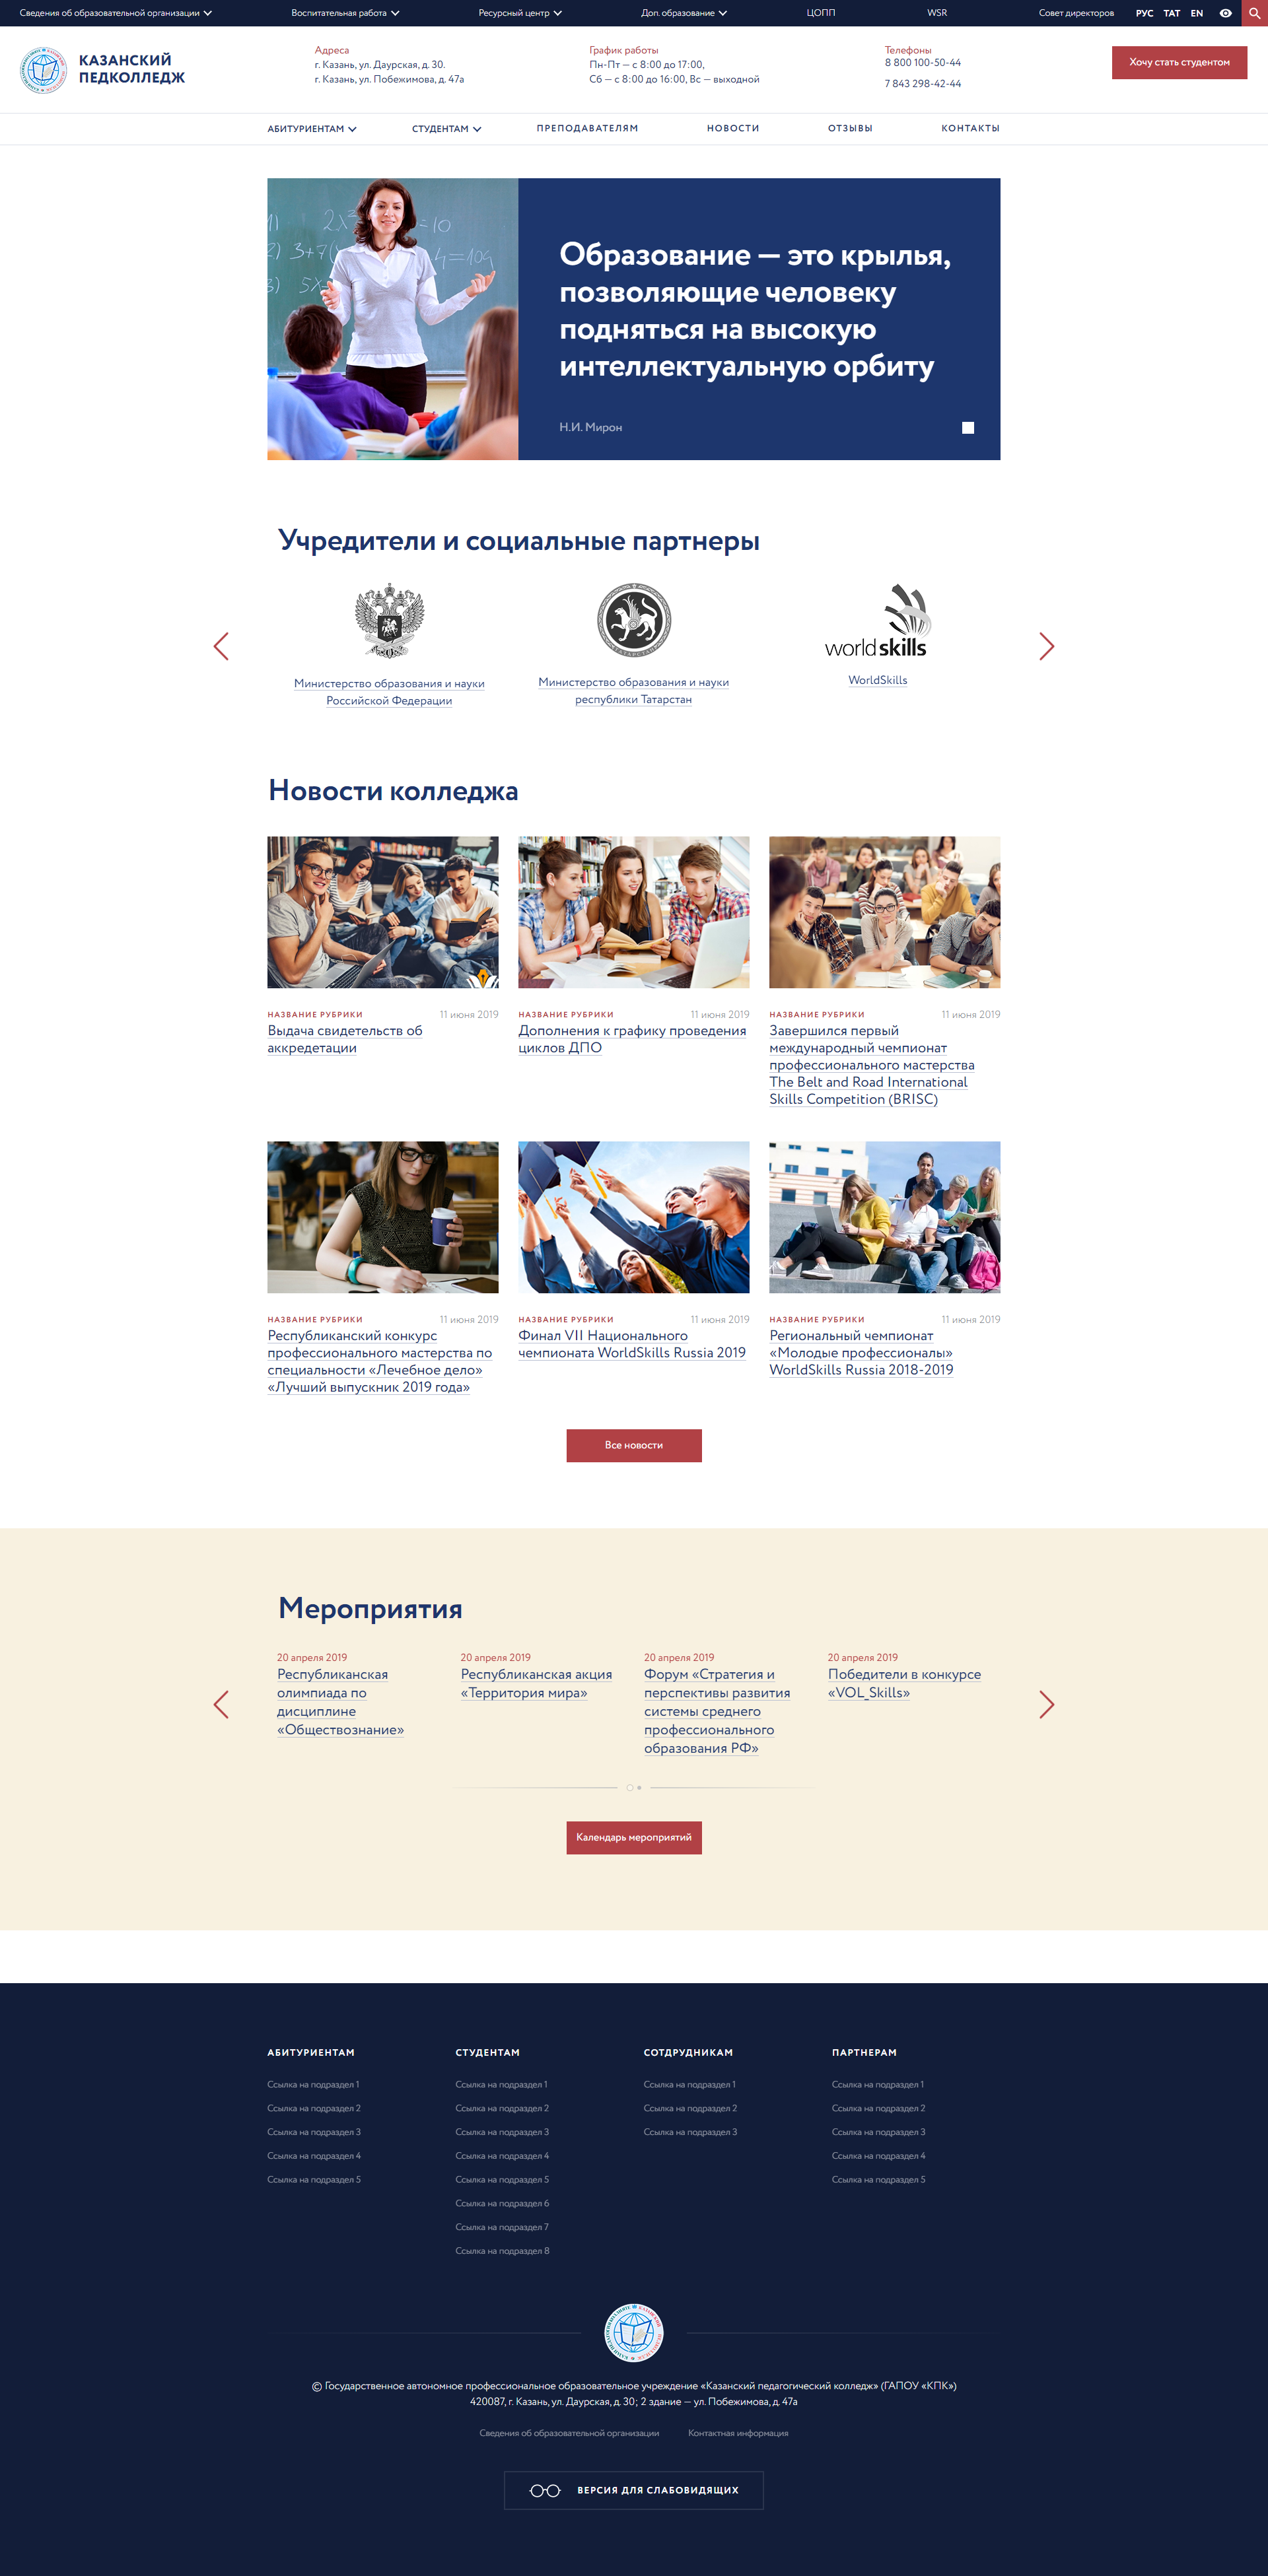 Сведения об образовательной организации
Воспитательная работа
Ресурсный центр
Доп. образование
ЦОПП
WSR
Совет директоров
РУС ТАТ EN
КАЗАНСКИЙ
ПЕДКОЛЛЕДЖ
Адреса
г. Казань, ул. Даурская, д. 30.
г. Казань, ул. Побежимова, д. 47а
График работы
Пн-Пт — с 8:00 до 17:00,
Сб — с 8:00 до 16:00, Вс — выходной
Телефоны
8 800 100-50-44
7 843 298-42-44
Хочу стать студентом
АБИТУРИЕНТАМ
СТУДЕНТАМ
ПРЕПОДАВАТЕЛЯМ
НОВОСТИ
ОТЗЫВЫ
КОНТАКТЫ
Образование — это крылья,
позволяющие человеку
подняться на высокую
интеллектуальную орбиту
Н.И. Мирон
Учредители и социальные партнеры
Министерство образования и науки
Российской Федерации
Министерство образования и науки
республики Татарстан
world skills
WorldSkills
Новости колледжа
НАЗВАНИЕ РУБРИКИ 11 июня 2019
Выдача свидетельств об
аккредетации
НАЗВАНИЕ РУБРИКИ 11 июня 2019
Дополнения к графику проведения
циклов ДПО
НАЗВАНИЕ РУБРИКИ 11 июня 2019
Завершился первый
международный чемпионат
профессионального мастерства
The Belt and Road International
Skills Competition (BRISC)
НАЗВАНИЕ РУБРИКИ 11 июня 2019
Республиканский конкурс
профессионального мастерства по
специальности «Лечебное дело»
«Лучший выпускник 2019 года»
НАЗВАНИЕ РУБРИКИ 11 июня 2019
Финал VII Национального
чемпионата WorldSkills Russia 2019
НАЗВАНИЕ РУБРИКИ 11 июня 2019
Региональный чемпионат
«Молодые профессионалы»
WorldSkills Russia 2018-2019
Все новости
Мероприятия
20 апреля 2019
Республиканская
олимпиада по
дисциплине
«Обществознание»
20 апреля 2019
Республиканская акция
«Территория мира»
20 апреля 2019
Форум «Стратегия и
перспективы развития
системы среднего
профессионального
образования РФ»
20 апреля 2019
Победители в конкурсе
«VOL_Skills»
Календарь мероприятий
АБИТУРИЕНТАМ
Ссылка на подраздел 1
Ссылка на подраздел 2
Ссылка на подраздел 3
Ссылка на подраздел 4
Ссылка на подраздел 5
СТУДЕНТАМ
Ссылка на подраздел 1
Ссылка на подраздел 2
Ссылка на подраздел 3
Ссылка на подраздел 4
Ссылка на подраздел 5
Ссылка на подраздел 6
Ссылка на подраздел 7
Ссылка на подраздел 8
СОТДРУДНИКАМ
Ссылка на подраздел 1
Ссылка на подраздел 2
Ссылка на подраздел 3
ПАРТНЕРАМ
Ссылка на подраздел 1
Ссылка на подраздел 2
Ссылка на подраздел 3
Ссылка на подраздел 4
Ссылка на подраздел 5
© Государственное автономное профессиональное образовательное учреждение «Казанский педагогический колледж» (ГАПОУ «КПК»)
420087, г. Казань, ул. Даурская, д. 30; 2 здание — ул. Побежимова, д. 47а
Сведения об образовательной организации
Контактная информация
ВЕРСИЯ ДЛЯ СЛАБОВИДЯЩИХ